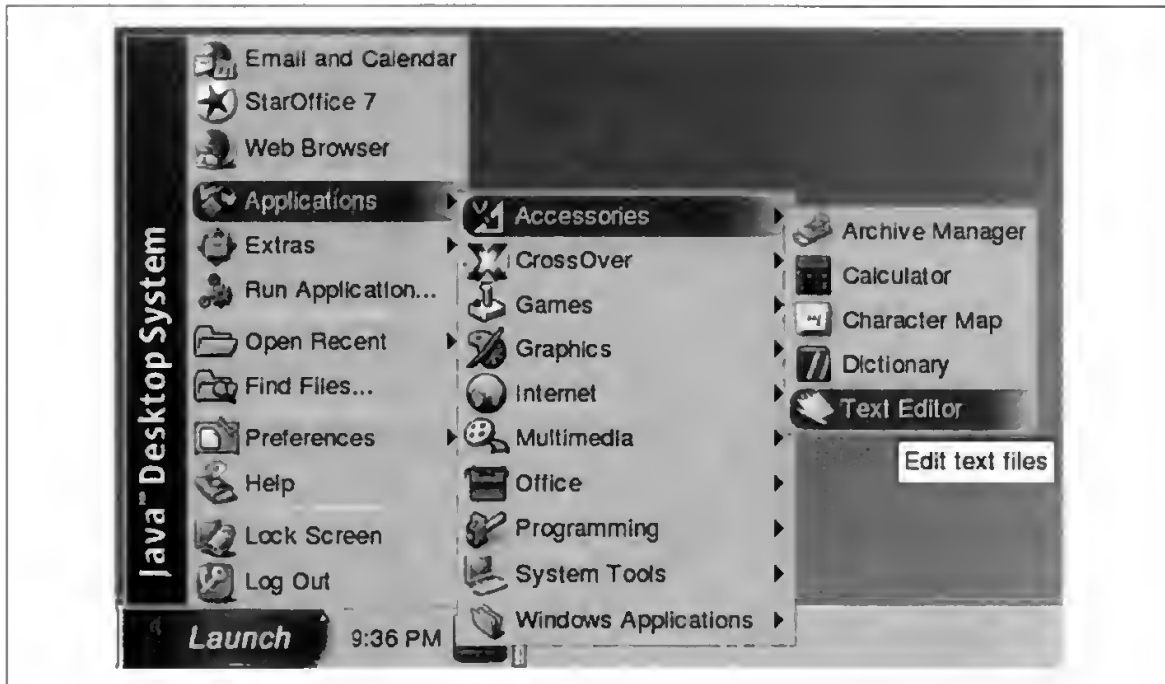 Java™ Desktop System
Email and Calendar
StarOffice 7
Web Browser
Applications
Extras
Run Application...
Open Recent
Find Files...
Preferences
Help
Lock Screen
Log Out
Accessories
CrossOver
Games
Graphics
Internet
Multimedia
Office
Programming
System Tools
Windows Applications
Archive Manager
Calculator
Character Map
Dictionary
Text Editor
Edit text files
Launch
9:36 PM